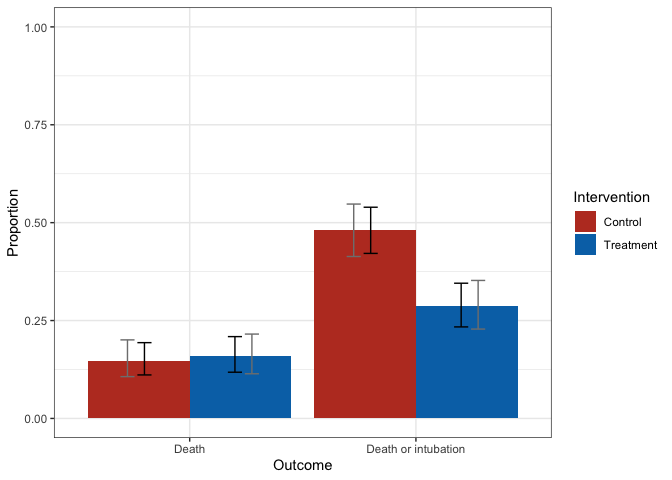 1.00
0.75
0.50
0.25
0.00
Proportion
Death
Death or intubation
Outcome
Intervention
Control
Treatment